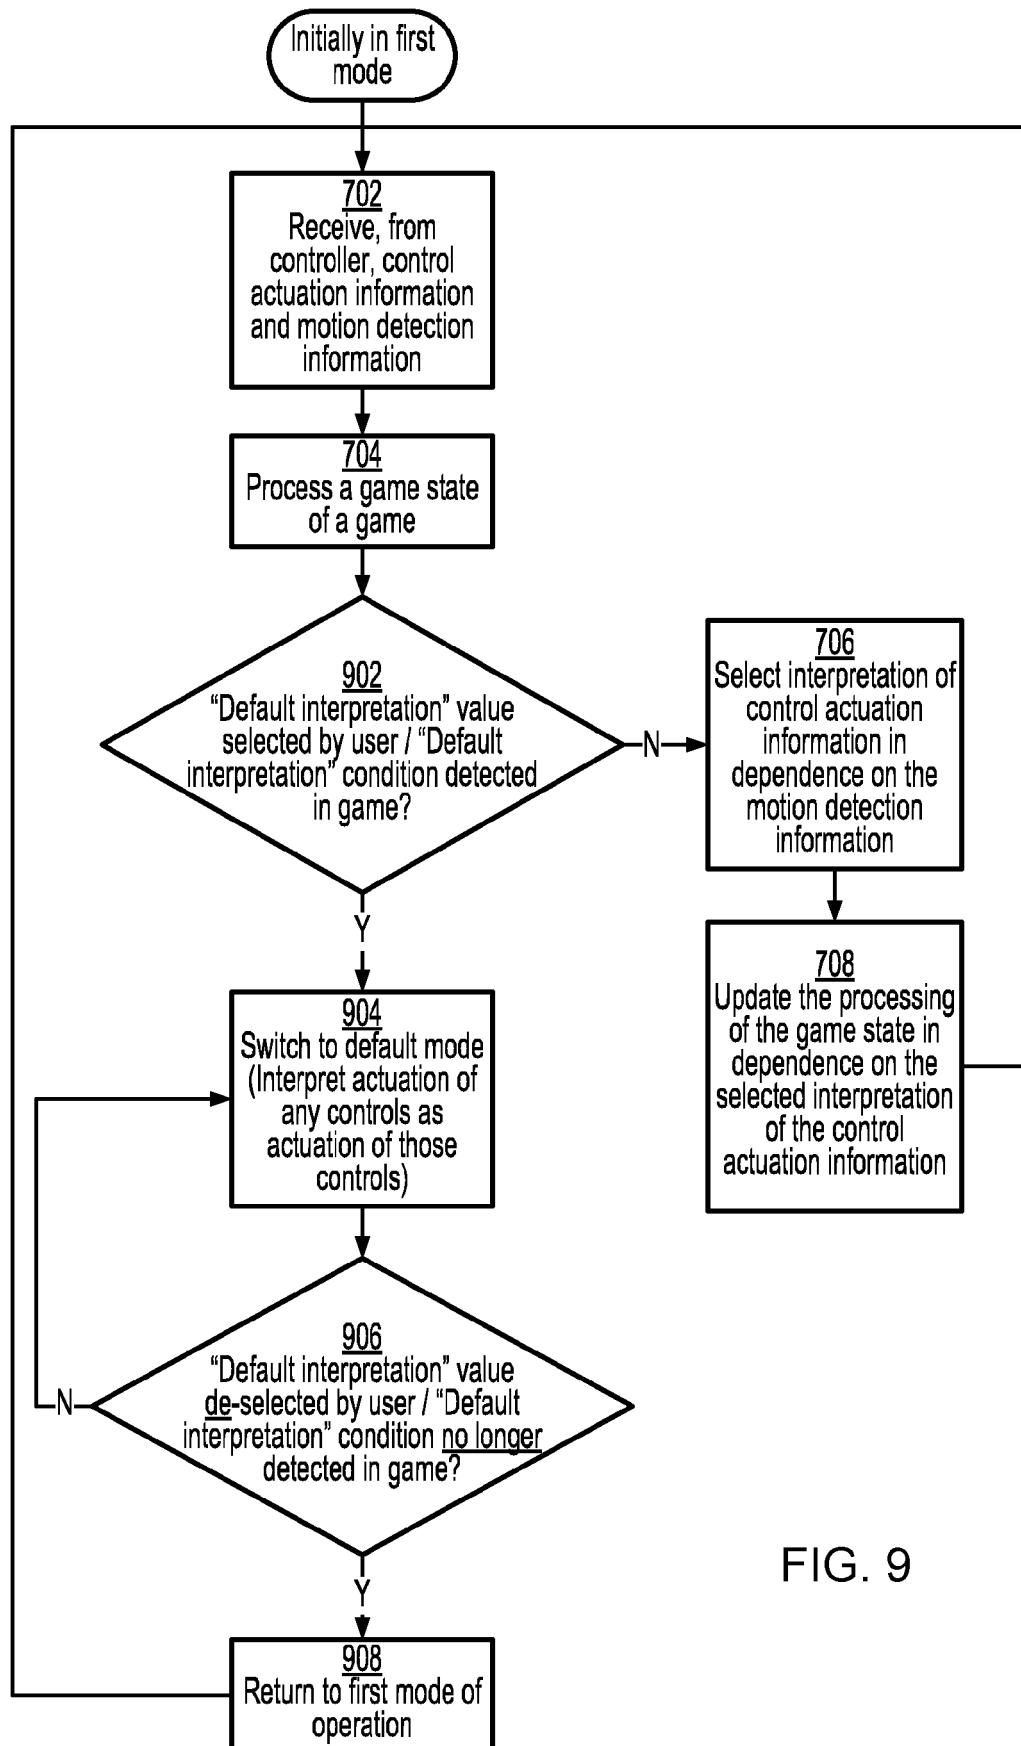 Initially in first
mode
702
Receive, from
controller, control
actuation information
and motion detection
information
704
Process a game state
of a game
902
“Default interpretation” value
selected by user / “Default
interpretation” condition detected
in game?
N
706
Select interpretation of
control actuation
information in
dependence on the
motion detection
information
708
Update the processing
of the game state in
dependence on the
selected interpretation
of the control
actuation information
Y
904
Switch to default mode
(Interpret actuation of
any controls as
actuation of those
controls)
906
“Default interpretation” value
de-selected by user / “Default
interpretation” condition no longer
detected in game?
N
Y
908
Return to first mode of
operation
FIG. 9